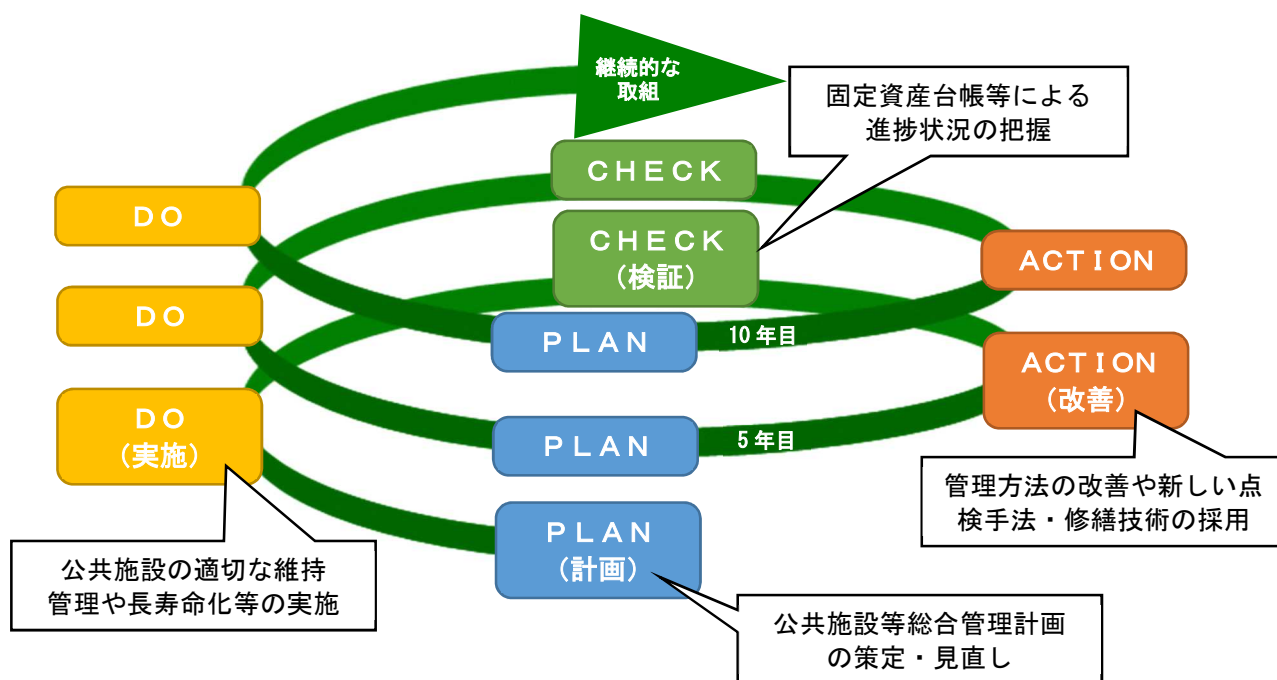 継続的な
取組
固定資産台帳等による
進捗状況の把握
ＣＨＥＣＫ
ＤＯ
ＣＨＥＣＫ
（検証）
ＡＣＴＩＯＮ
ＤＯ
ＰＬＡＮ
10年目
ＡＣＴＩＯＮ
（改善）
ＤＯ
（実施）
ＰＬＡＮ
5年目
管理方法の改善や新しい点
検手法・修繕技術の採用
ＰＬＡＮ
（計画）
公共施設の適切な維持
管理や長寿命化等の実施
公共施設等総合管理計画
の策定・見直し